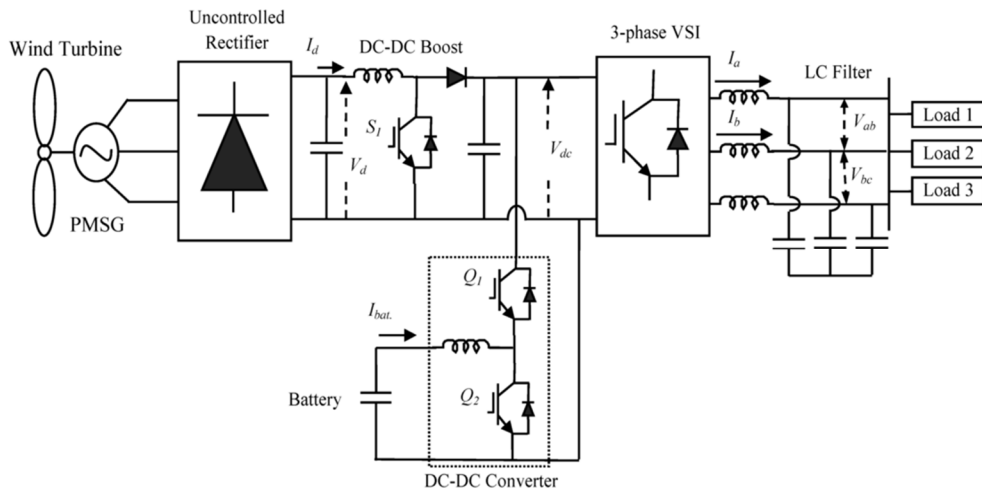 Uncontrolled
Rectifier
Wind Turbine
PMSG
I_d
DC-DC Boost
S_1
V_d
V_dc
3-phase VSI
I_a
LC Filter
I_b
V_ab
V_bc
Load 1
Load 2
Load 3
Q_1
I_bat.
Battery
Q_2
DC-DC Converter